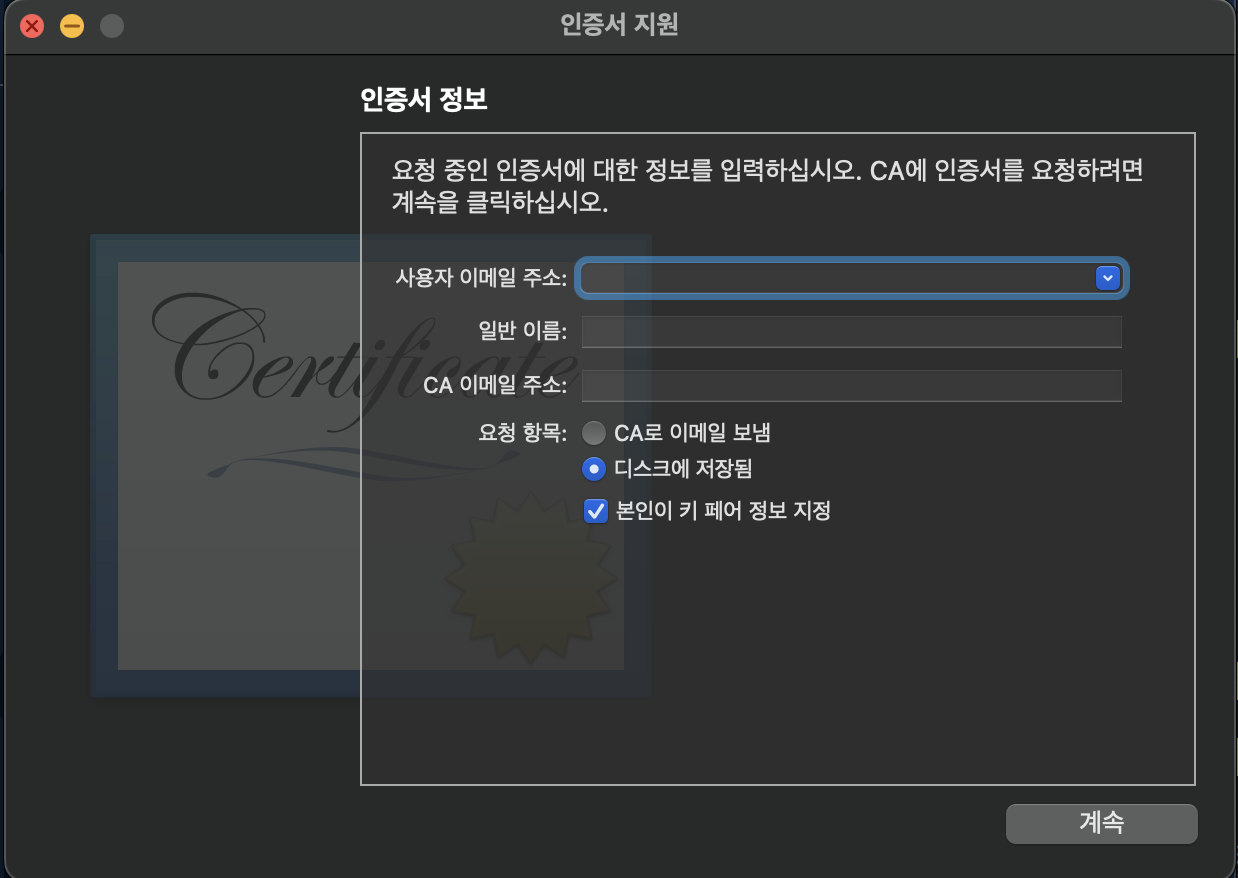 인증서 지원
인증서 정보
요청 중인 인증서에 대한 정보를 입력하십시오. CA에 인증서를 요청하려면
계속을 클릭하십시오.
사용자 이메일 주소:
일반 이름:
CA 이메일 주소:
요청 항목:
CA로 이메일 보냄
디스크에 저장됨
본인이 키 페어 정보 지정
Certificate
계속